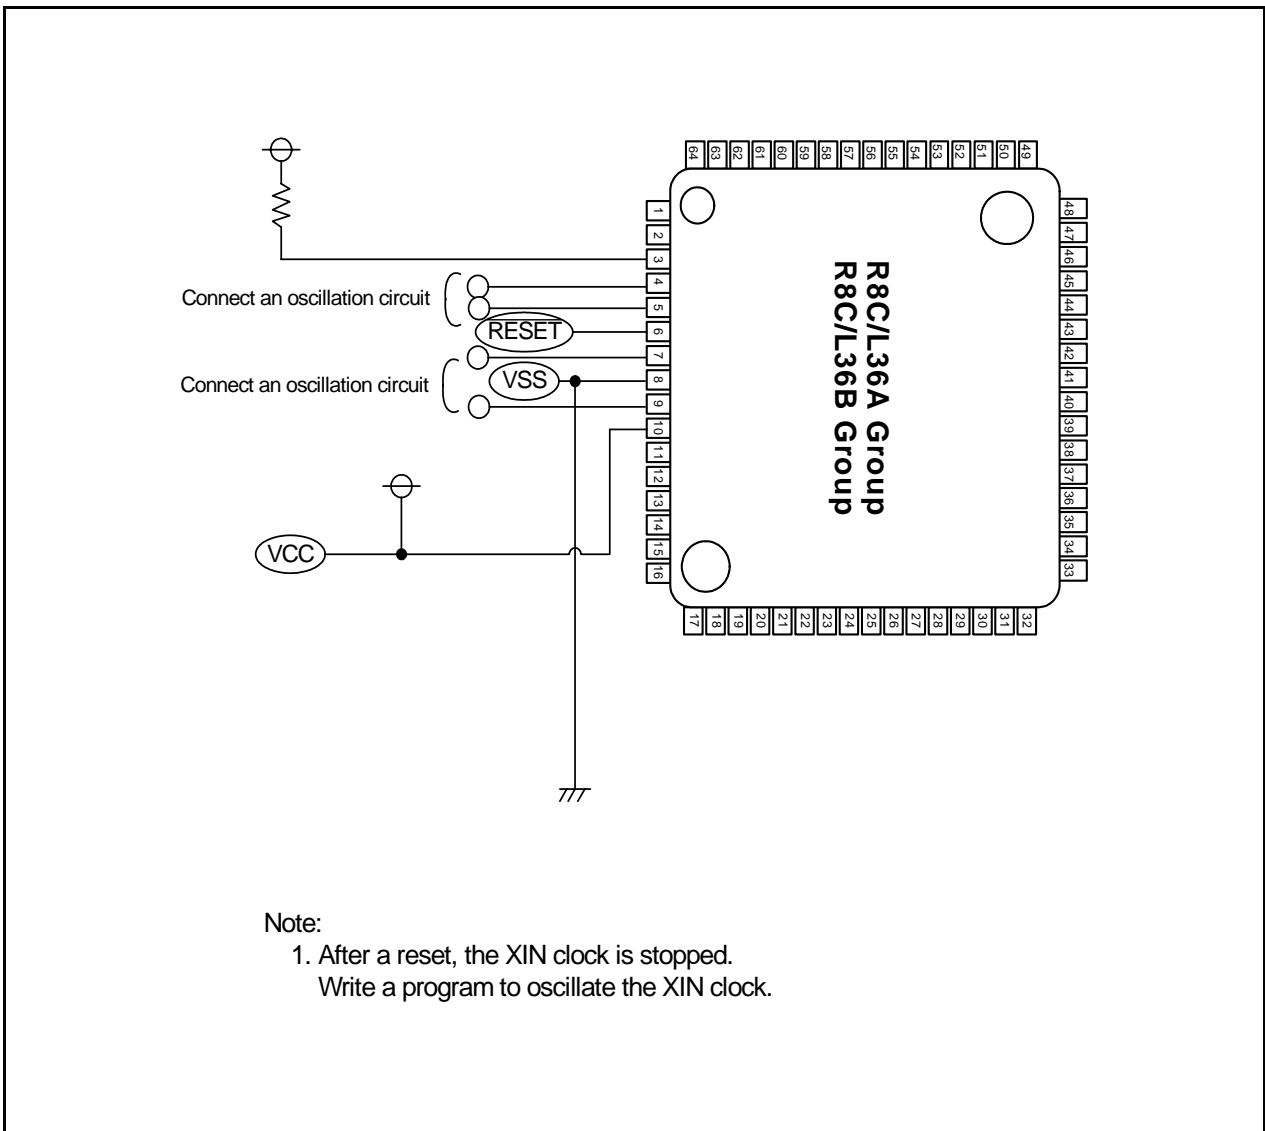 64 63 62 61 60 59 58 57 56 55 54 53 52 51 50 49
1
2
3
4
5
6
7
8
9
10
11
12
13
14
15
16
Connect an oscillation circuit
RESET
Connect an oscillation circuit
VSS
VCC
R8C/L36A Group
R8C/L36B Group
48
47
46
45
44
43
42
41
40
39
38
37
36
35
34
33
17 18 19 20 21 22 23 24 25 26 27 28 29 30 31 32
Note:
1. After a reset, the XIN clock is stopped.
Write a program to oscillate the XIN clock.